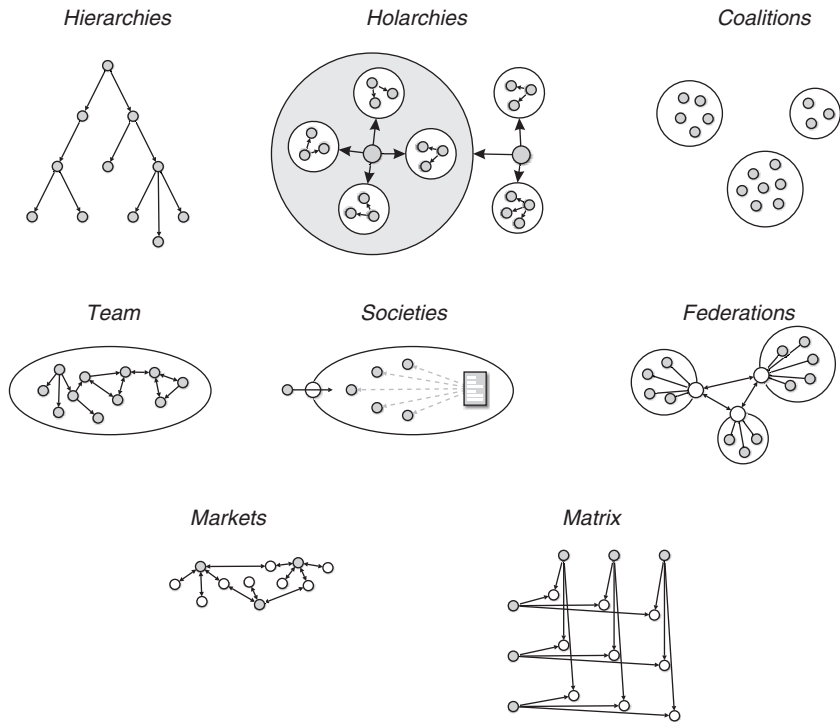 Hierarchies
Holarchies
Coalitions
Team
Societies
Federations
Markets
Matrix